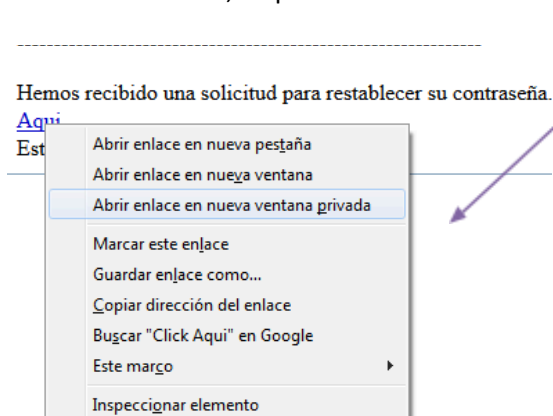 Hemos recibido una solicitud para restablecer su contraseña.
Aqui
Est
Abrir enlace en nueva pestaña
Abrir enlace en nueva ventana
Abrir enlace en nueva ventana privada
Marcar este enlace
Guardar enlace como...
Copiar dirección del enlace
Buscar "Click Aqui" en Google
Este marco
Inspeccionar elemento